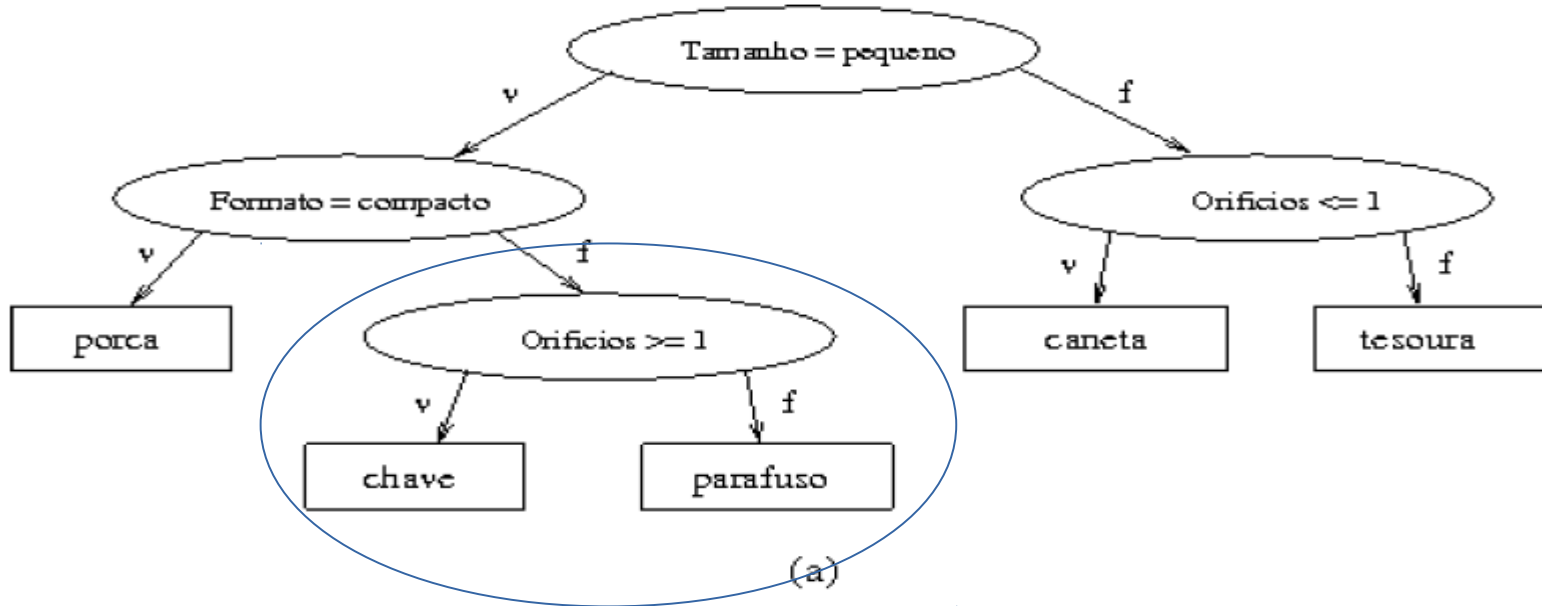 Tamanho = pequeno
v
f
Formato = compacto
Orificios <= 1
v
f
v
f
porca
Orificios >= 1
caneta
tesoura
v
f
chave
parafuso
(a)